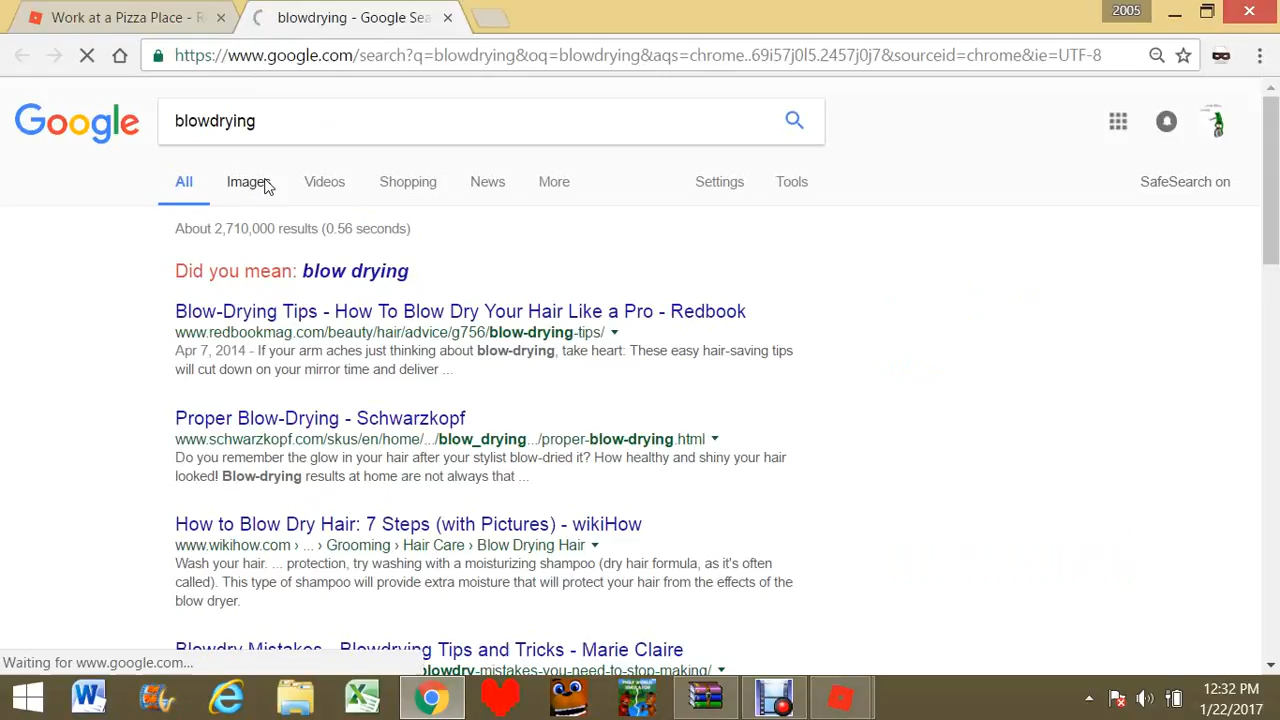 Work at a Pizza Place - R
blowdrying - Google Sea
2005
https://www.google.com/search?q=blowdrying&oq=blowdrying&aqs=chrome..69i57j0l5.2457j0j7&sourceid=chrome&ie=UTF-8
Google
blowdrying
All Images Videos Shopping News More Settings Tools SafeSearch on
About 2,710,000 results (0.56 seconds)
Did you mean: blow drying
Blow-Drying Tips - How To Blow Dry Your Hair Like a Pro - Redbook
www.redbookmag.com/beauty/hair/advice/g756/blow-drying-tips/
Apr 7, 2014 - If your arm aches just thinking about blow-drying, take heart: These easy hair-saving tips
will cut down on your mirror time and deliver ...
Proper Blow-Drying - Schwarzkopf
www.schwarzkopf.com/skus/en/home/.../blow_drying.../proper-blow-drying.html
Do you remember the glow in your hair after your stylist blow-dried it? How healthy and shiny your hair
looked! Blow-drying results at home are not always that ...
How to Blow Dry Hair: 7 Steps (with Pictures) - wikiHow
www.wikihow.com › ... › Grooming › Hair Care › Blow Drying Hair
Wash your hair. ... protection, try washing with a moisturizing shampoo (dry hair formula, as it's often
called). This type of shampoo will provide extra moisture that will protect your hair from the effects of the
blow dryer.
Blowdry Mistakes - Blowdrying Tips and Tricks - Marie Claire
blowdry-mistakes-you-need-to-stop-making/
Waiting for www.google.com...
12:32 PM
1/22/2017